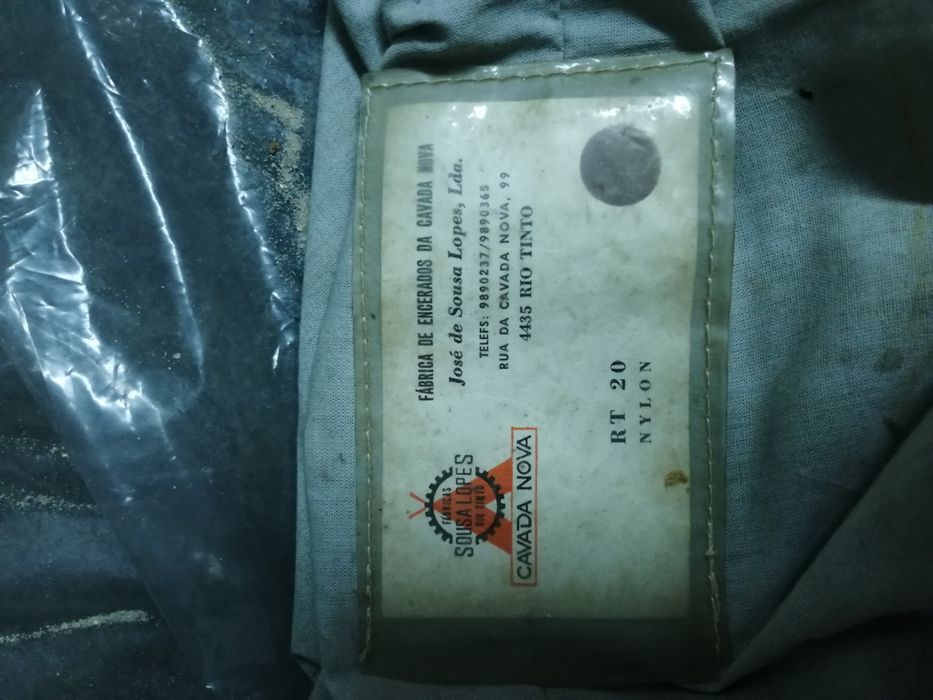 FÁBRICA DE ENCERADOS DA CAVADA NOVA
José de Sousa Lopes, Lda.
TELEFS: 9890237/9890365
RUA DA CAVADA NOVA, 99
4435 RIO TINTO
FÁBRICAS
SOUSA LOPES
RIO TINTO
CAVADA NOVA
RT 20
NYLON